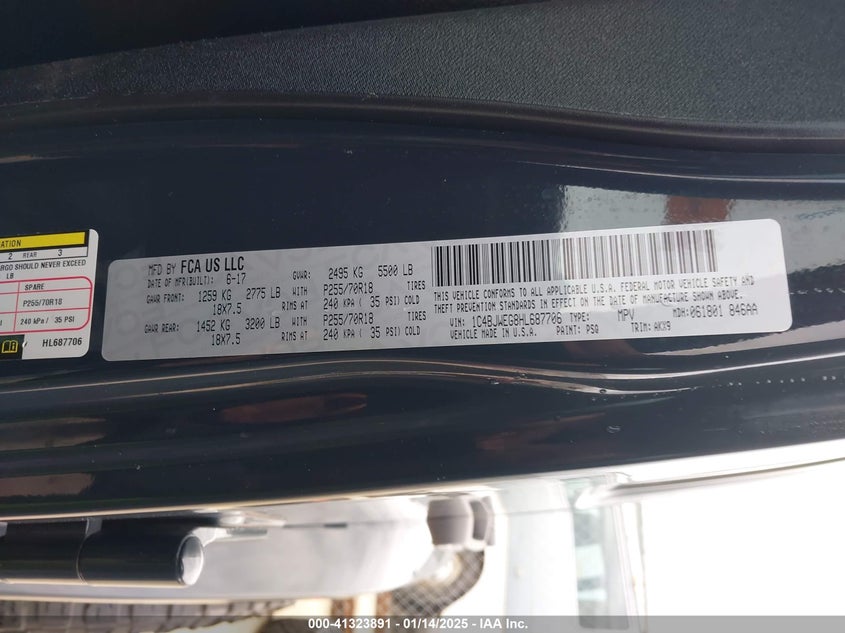 ATION
2 REAR 3
RGO SHOULD NEVER EXCEED
LB
SPARE
P255/70R18
240 kPa / 35 PSI
HL687706
MFD BY FCA US LLC
DATE OF MFR(BUILT): 6-17 GVWR: 2495 KG 5500 LB
GAWR FRONT: 1259 KG 2775 LB WITH P255/70R18 TIRES
18X7.5 RIMS AT 240 KPA ( 35 PSI) COLD
GAWR REAR: 1452 KG 3200 LB WITH P255/70R18 TIRES
18X7.5 RIMS AT 240 KPA ( 35 PSI) COLD
THIS VEHICLE CONFORMS TO ALL APPLICABLE U.S.A. FEDERAL MOTOR VEHICLE SAFETY AND
THEFT PREVENTION STANDARDS IN EFFECT ON THE DATE OF MANUFACTURE SHOWN ABOVE.
VIN: 1C4BJWEG8HL687706 TYPE: MPV MDH: 061801 846AA
VEHICLE MADE IN U.S.A. PAINT: PSQ TRIM: AKX9
000-41323891 - 01/14/2025 - IAA Inc.